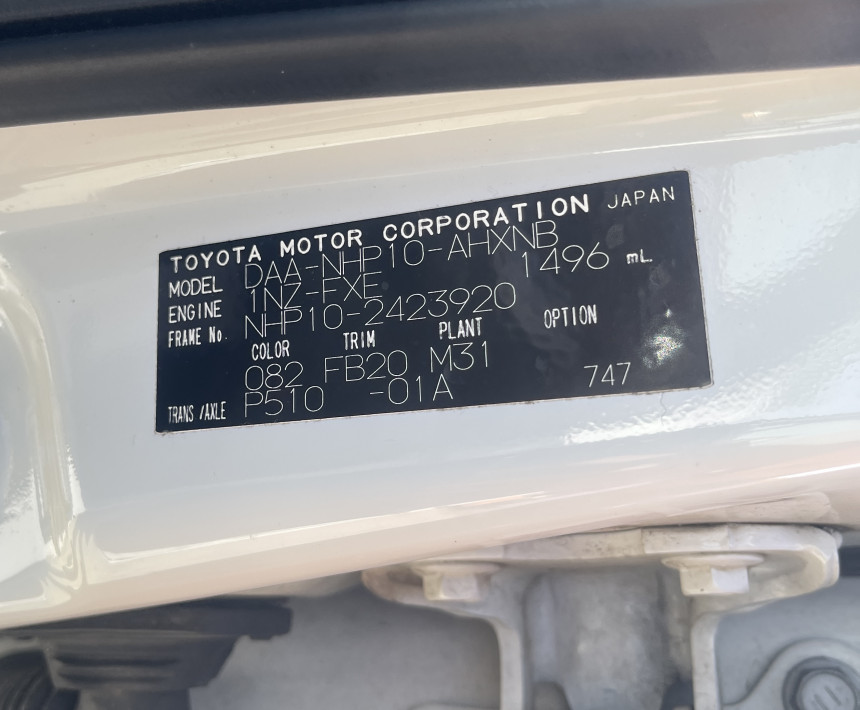 TOYOTA MOTOR CORPORATION JAPAN
MODEL DAA-NHP10-AHXNB
ENGINE 1NZ-FXE 1496 mL
FRAME No. NHP10-2423920
COLOR TRIM PLANT OPTION
082 FB20 M31
TRANS /AXLE P510 -01A 747